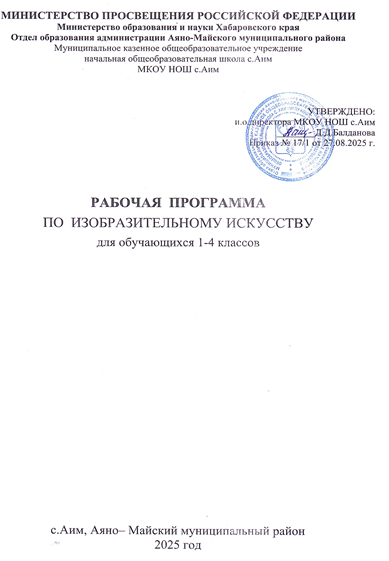 МИНИСТЕРСТВО ПРОСВЕЩЕНИЯ РОССИЙСКОЙ ФЕДЕРАЦИИ
Министерство образования и науки Хабаровского края
Отдел образования администрации Аяно-Майского муниципального района
Муниципальное казенное общеобразовательное учреждение
начальная общеобразовательная школа с.Аим
МКОУ НОШ с.Аим
УТВЕРЖДЕНО:
и.о.директора МКОУ НОШ с.Аим
Д.Д.Балданова
Приказ № 17/1 от 27.08.2025 г.
РАБОЧАЯ ПРОГРАММА
ПО ИЗОБРАЗИТЕЛЬНОМУ ИСКУССТВУ
для обучающихся 1-4 классов
с.Аим, Аяно– Майский муниципальный район
2025 год